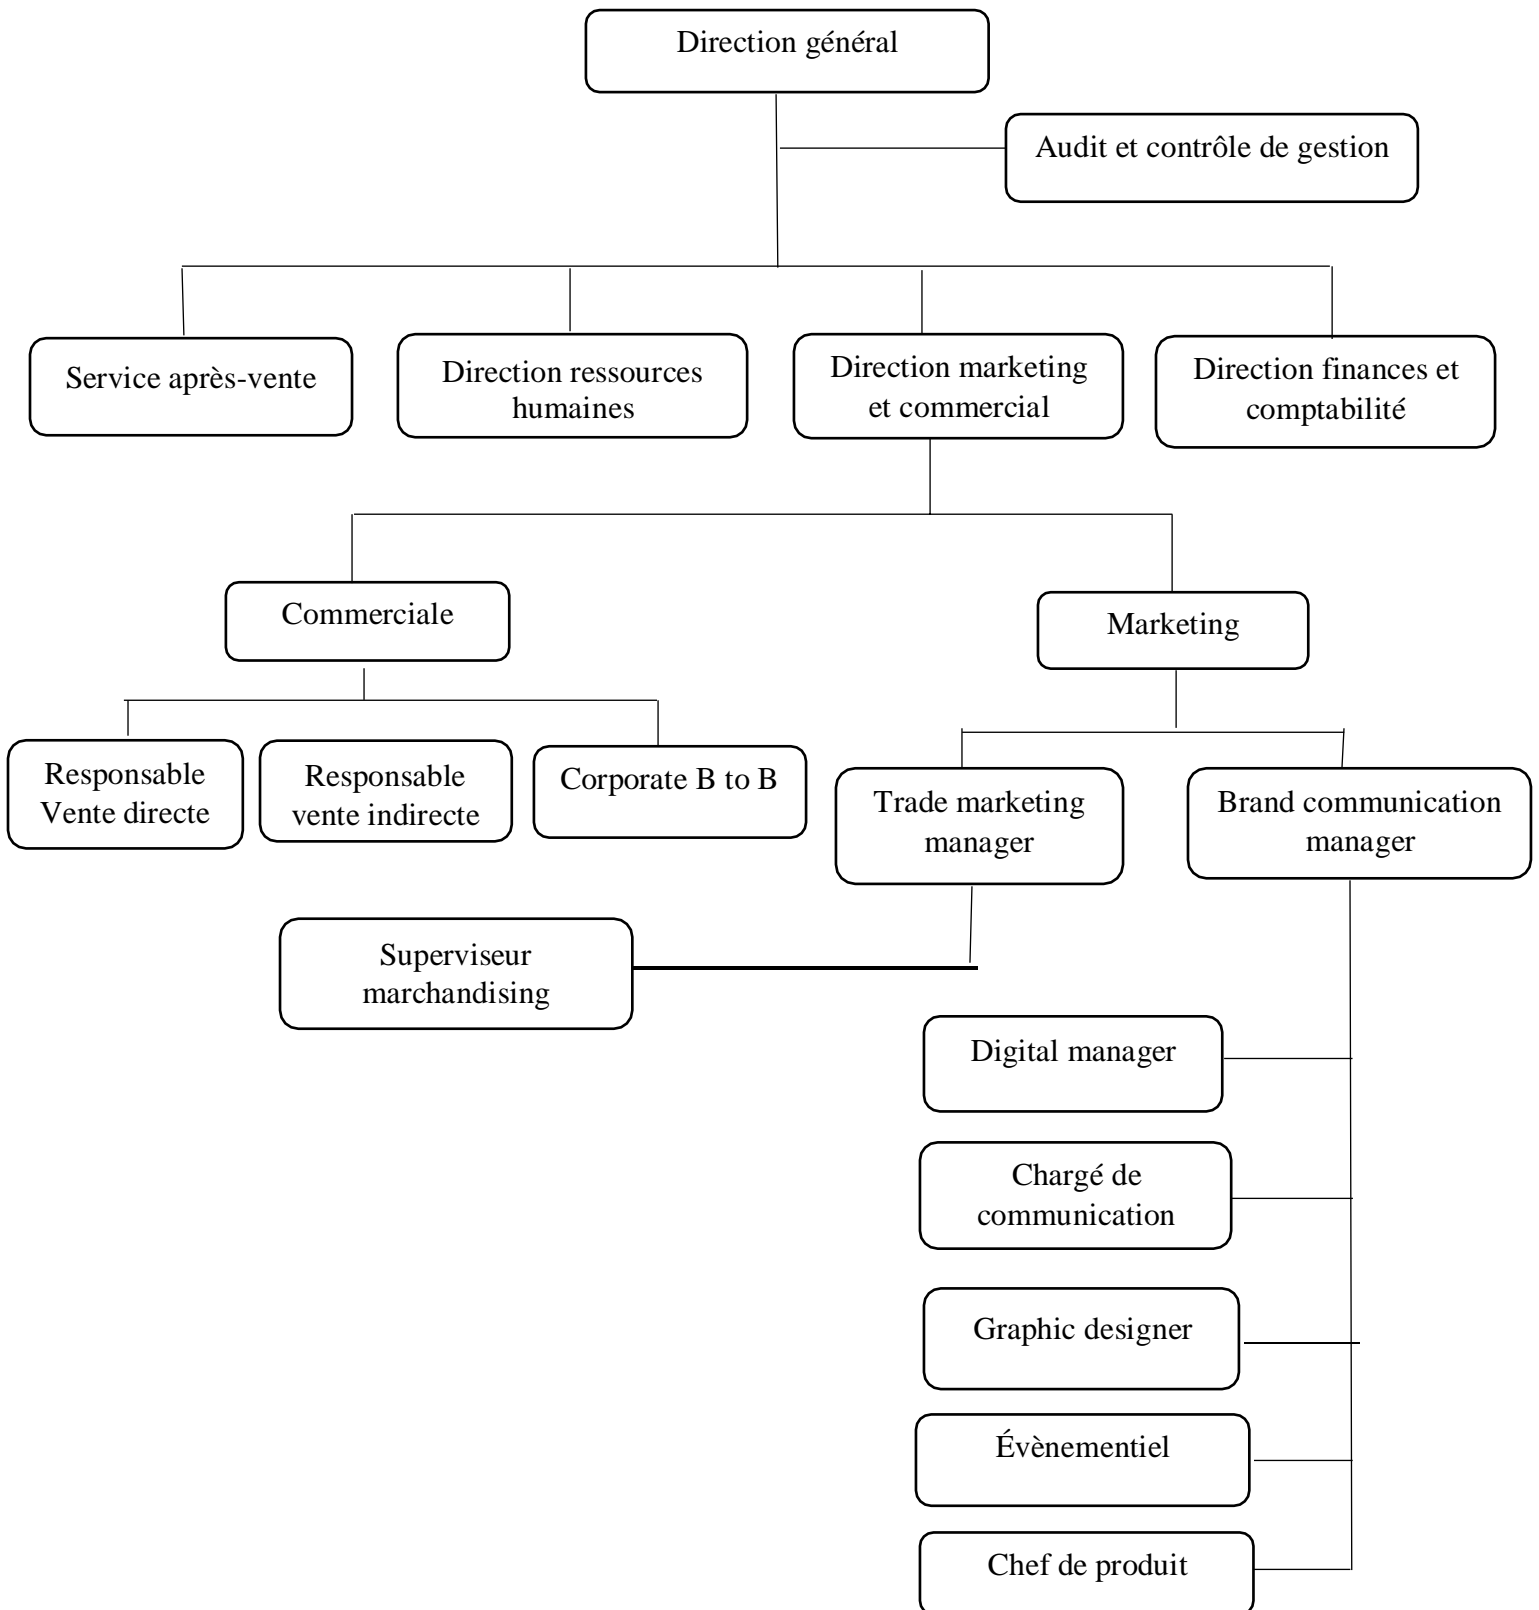 Direction général
Audit et contrôle de gestion
Service après-vente
Direction ressources
humaines
Direction marketing
et commercial
Direction finances et
comptabilité
Commerciale
Marketing
Responsable
Vente directe
Responsable
vente indirecte
Corporate B to B
Trade marketing
manager
Brand communication
manager
Superviseur
marchandising
Digital manager
Chargé de
communication
Graphic designer
Évènementiel
Chef de produit